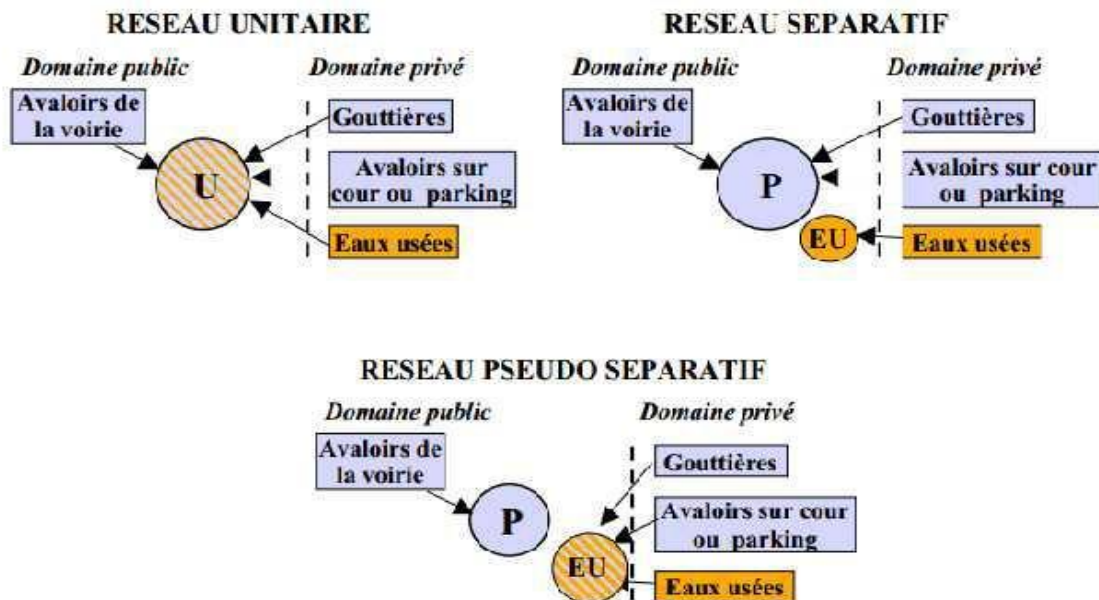 RESEAU UNITAIRE
Domaine public
Domaine privé
Avaloirs de
la voirie
U
Gouttières
Avaloirs sur
cour ou parking
Eaux usées
RESEAU SEPARATIF
Domaine public
Domaine privé
Avaloirs de
la voirie
P
EU
Gouttières
Avaloirs sur cour
ou parking
Eaux usées
RESEAU PSEUDO SEPARATIF
Domaine public
Domaine privé
Avaloirs de
la voirie
P
EU
Gouttières
Avaloirs sur cour
ou parking
Eaux usées